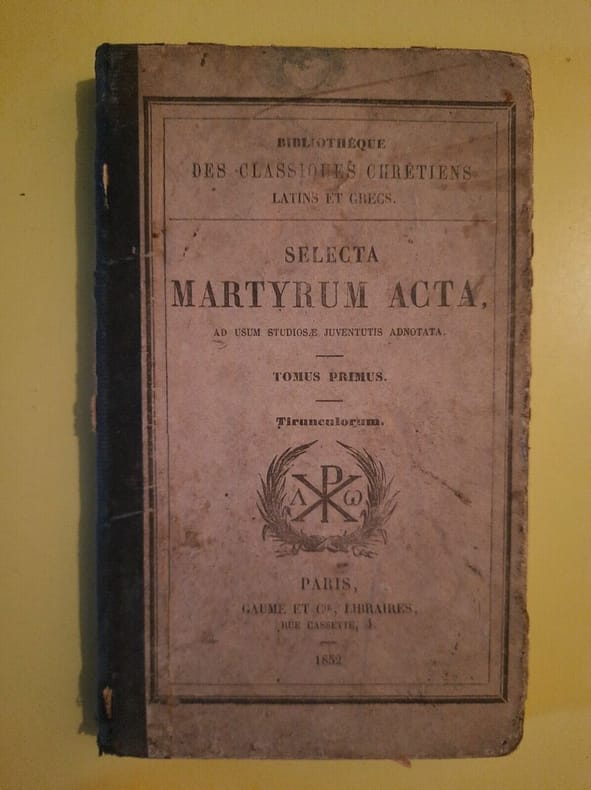 BIBLIOTHÈQUE
DES CLASSIQUES CHRÉTIENS
LATINS ET GRECS.
SELECTA
MARTYRUM ACTA,
AD USUM STUDIOSÆ JUVENTUTIS ADNOTATA.
TOMUS PRIMUS.
Tirunculorum.
Α Ω
PARIS,
GAUME ET Cie, LIBRAIRES,
RUE CASSETTE, 4.
1852